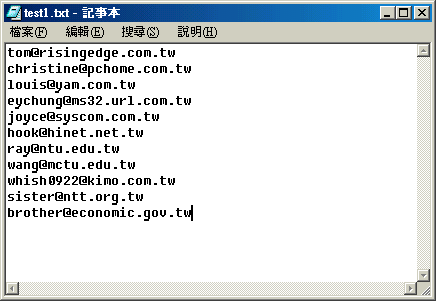 test1.txt - 記事本
檔案(F) 編輯(E) 搜尋(S) 說明(H)
tom@risingedge.com.tw
christine@pchome.com.tw
louis@yam.com.tw
eychung@ms32.url.com.tw
joyce@syscom.com.tw
hook@hinet.net.tw
ray@ntu.edu.tw
wang@mctu.edu.tw
whish0922@kimo.com.tw
sister@ntt.org.tw
brother@economic.gov.tw